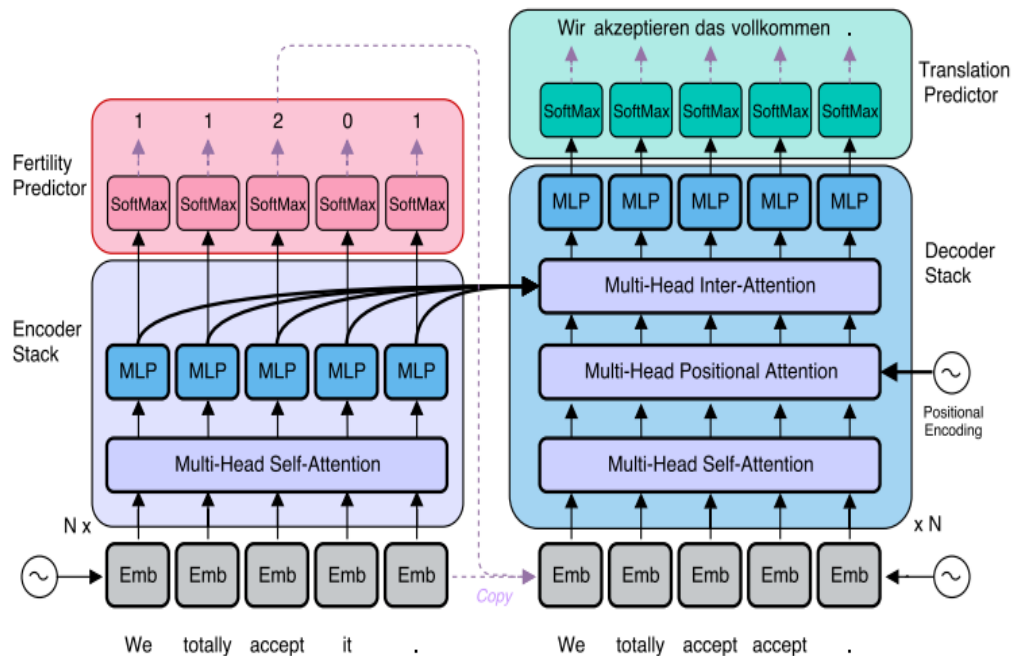 Wir akzeptieren das vollkommen .
SoftMax SoftMax SoftMax SoftMax SoftMax
Translation
Predictor
1 1 2 0 1
Fertility
Predictor
SoftMax SoftMax SoftMax SoftMax SoftMax
MLP MLP MLP MLP MLP
Decoder
Stack
Multi-Head Inter-Attention
Encoder
Stack
MLP MLP MLP MLP MLP
Multi-Head Positional Attention
Positional
Encoding
Multi-Head Self-Attention
Multi-Head Self-Attention
N x
x N
Emb Emb Emb Emb Emb
Copy
Emb Emb Emb Emb Emb
We totally accept it .
We totally accept accept .